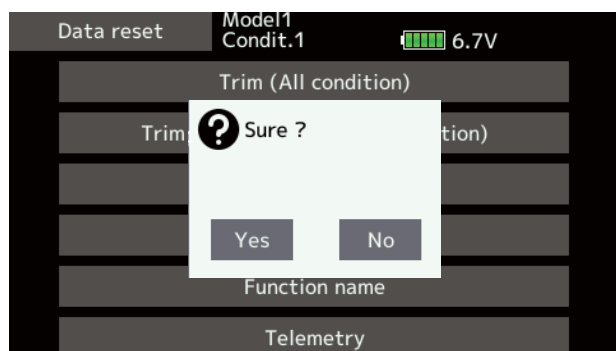 Data reset
Model1
Condit.1
6.7V
Trim (All condition)
Trim
tion)
Sure ?
Yes
No
Function name
Telemetry